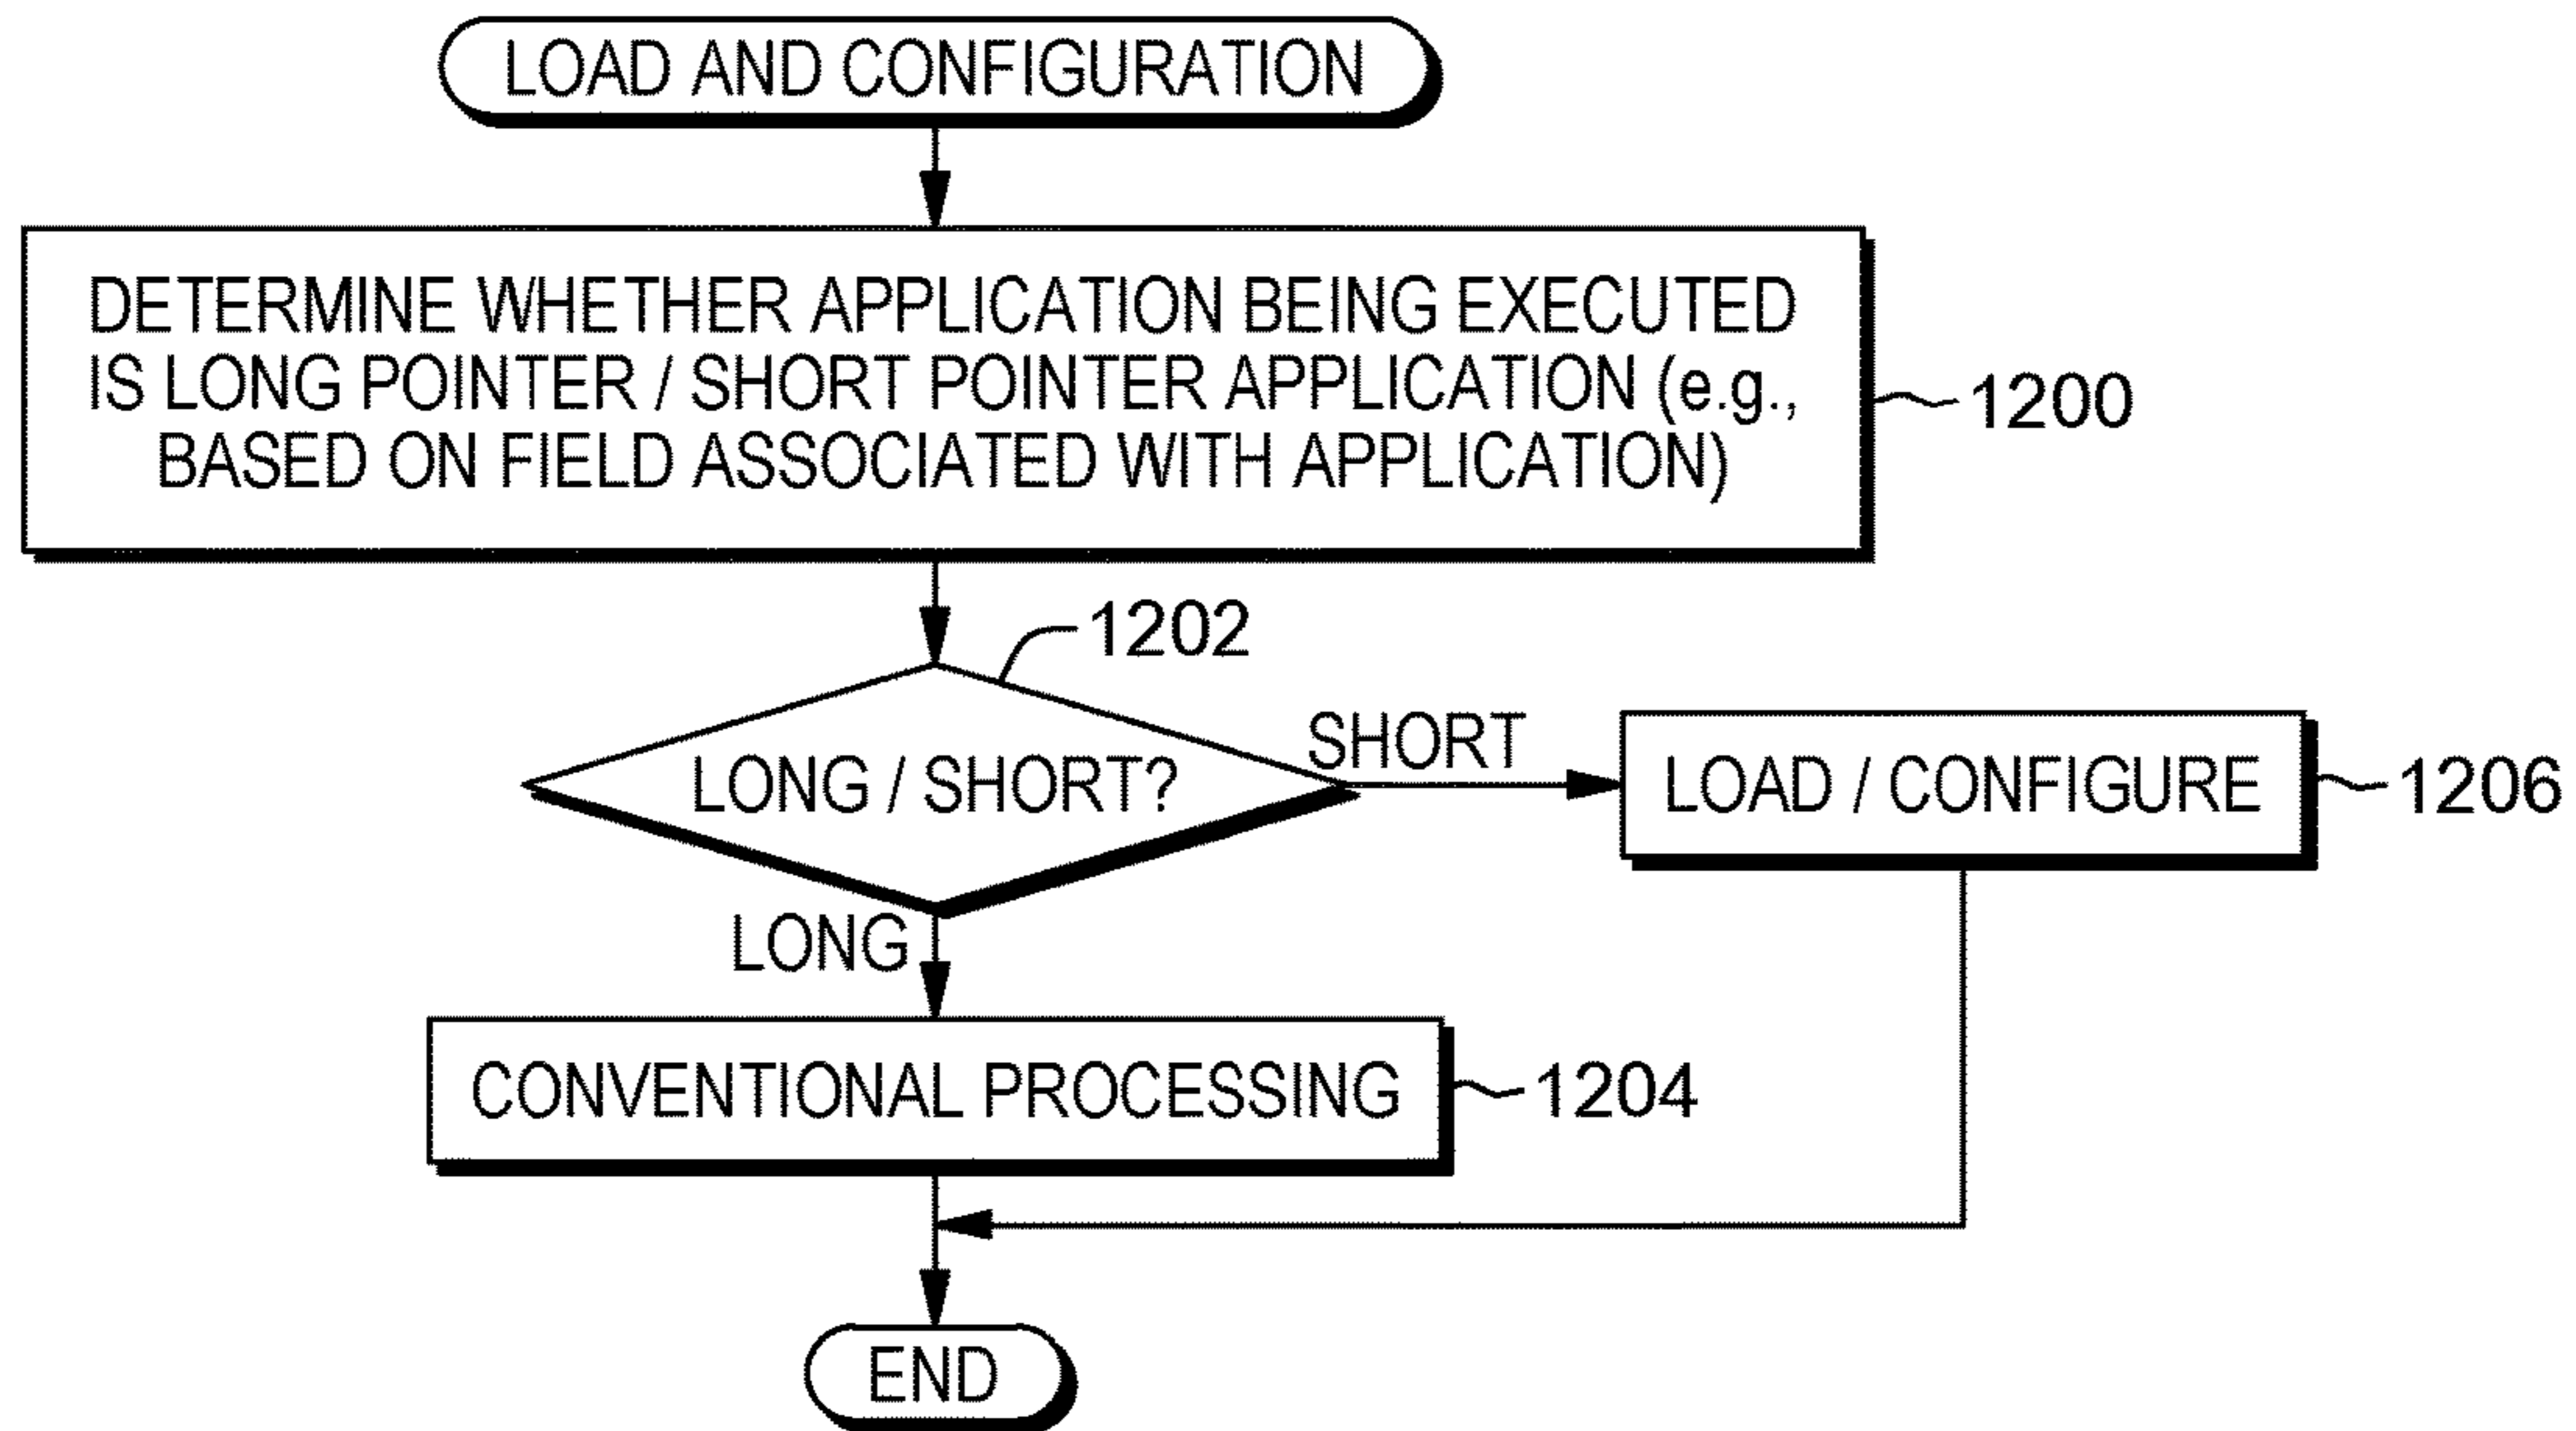 LOAD AND CONFIGURATION
DETERMINE WHETHER APPLICATION BEING EXECUTED
IS LONG POINTER / SHORT POINTER APPLICATION (e.g.,
BASED ON FIELD ASSOCIATED WITH APPLICATION)
1200
1202
LONG / SHORT?
SHORT
LOAD / CONFIGURE
1206
LONG
CONVENTIONAL PROCESSING
1204
END